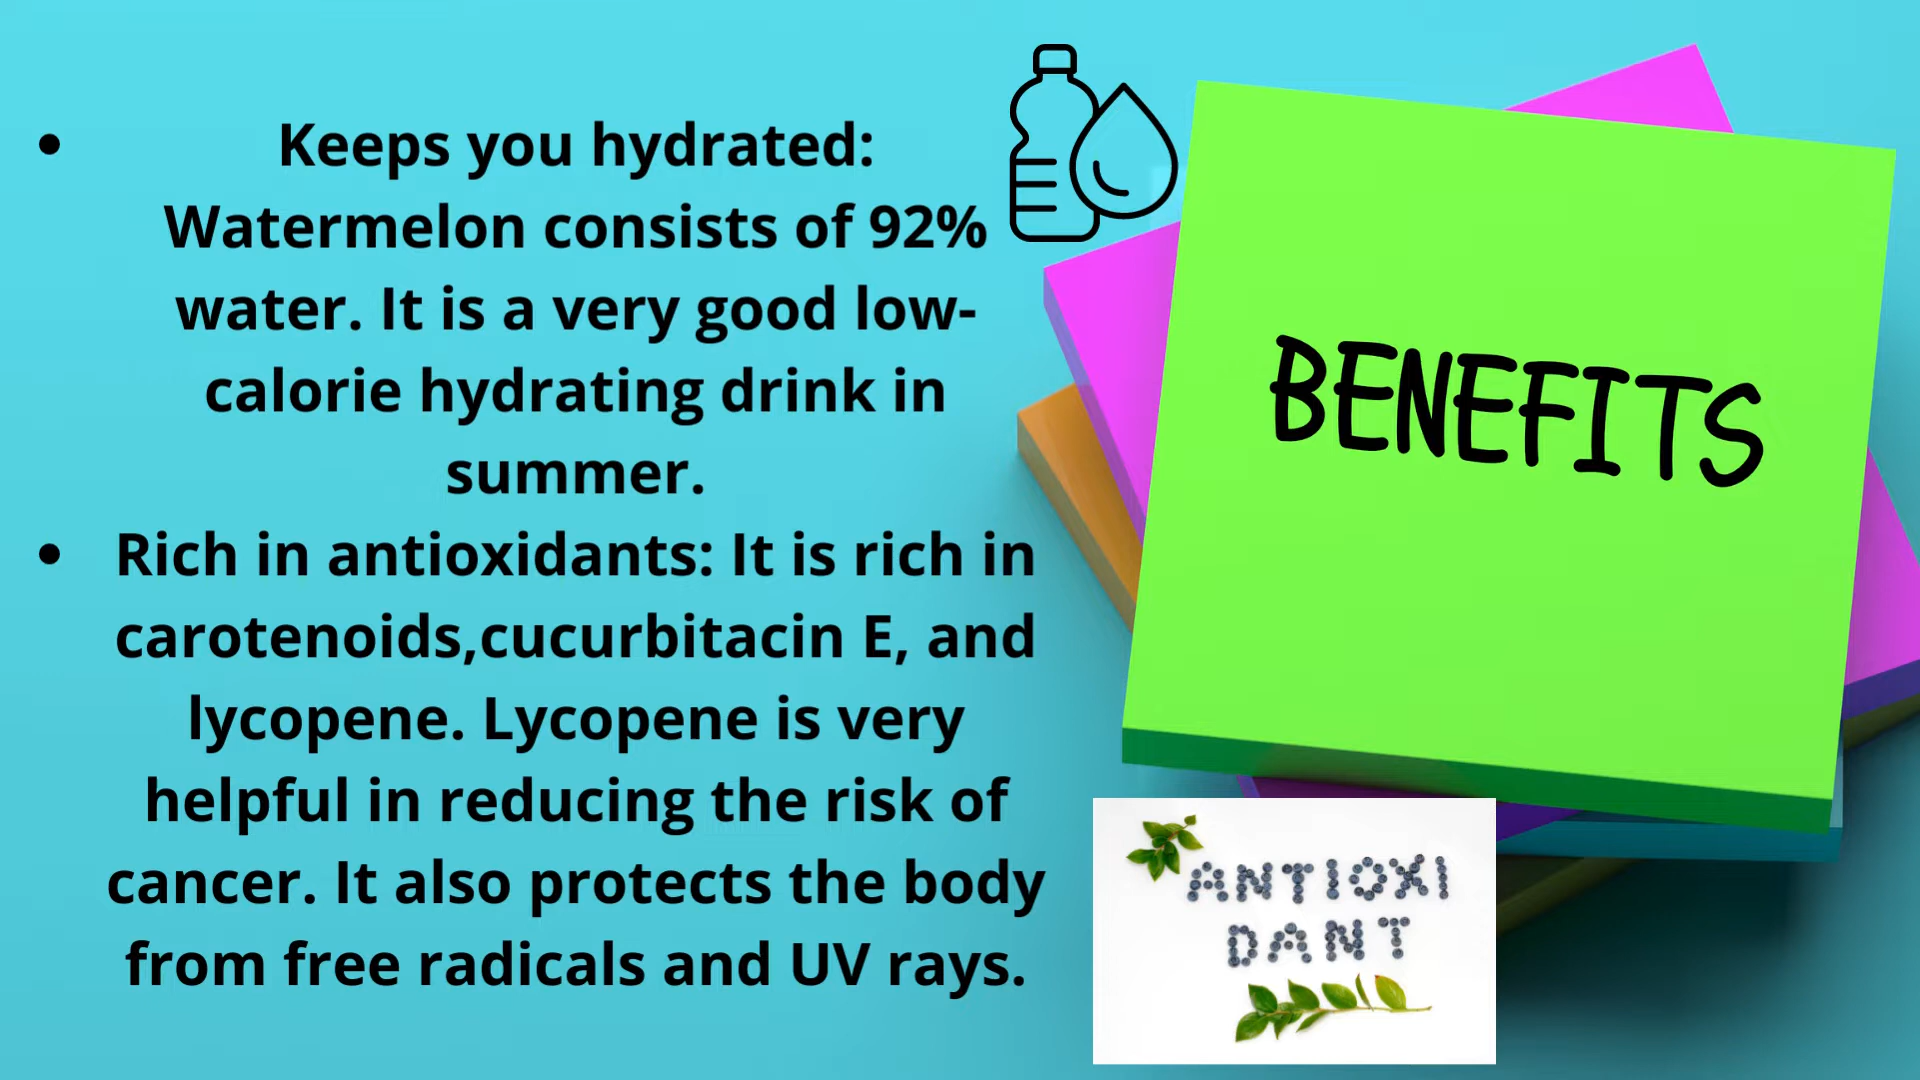 • Keeps you hydrated:
Watermelon consists of 92%
water. It is a very good low-
calorie hydrating drink in
summer.
• Rich in antioxidants: It is rich in
carotenoids,cucurbitacin E, and
lycopene. Lycopene is very
helpful in reducing the risk of
cancer. It also protects the body
from free radicals and UV rays.
BENEFITS
ANTIOXI
DANT